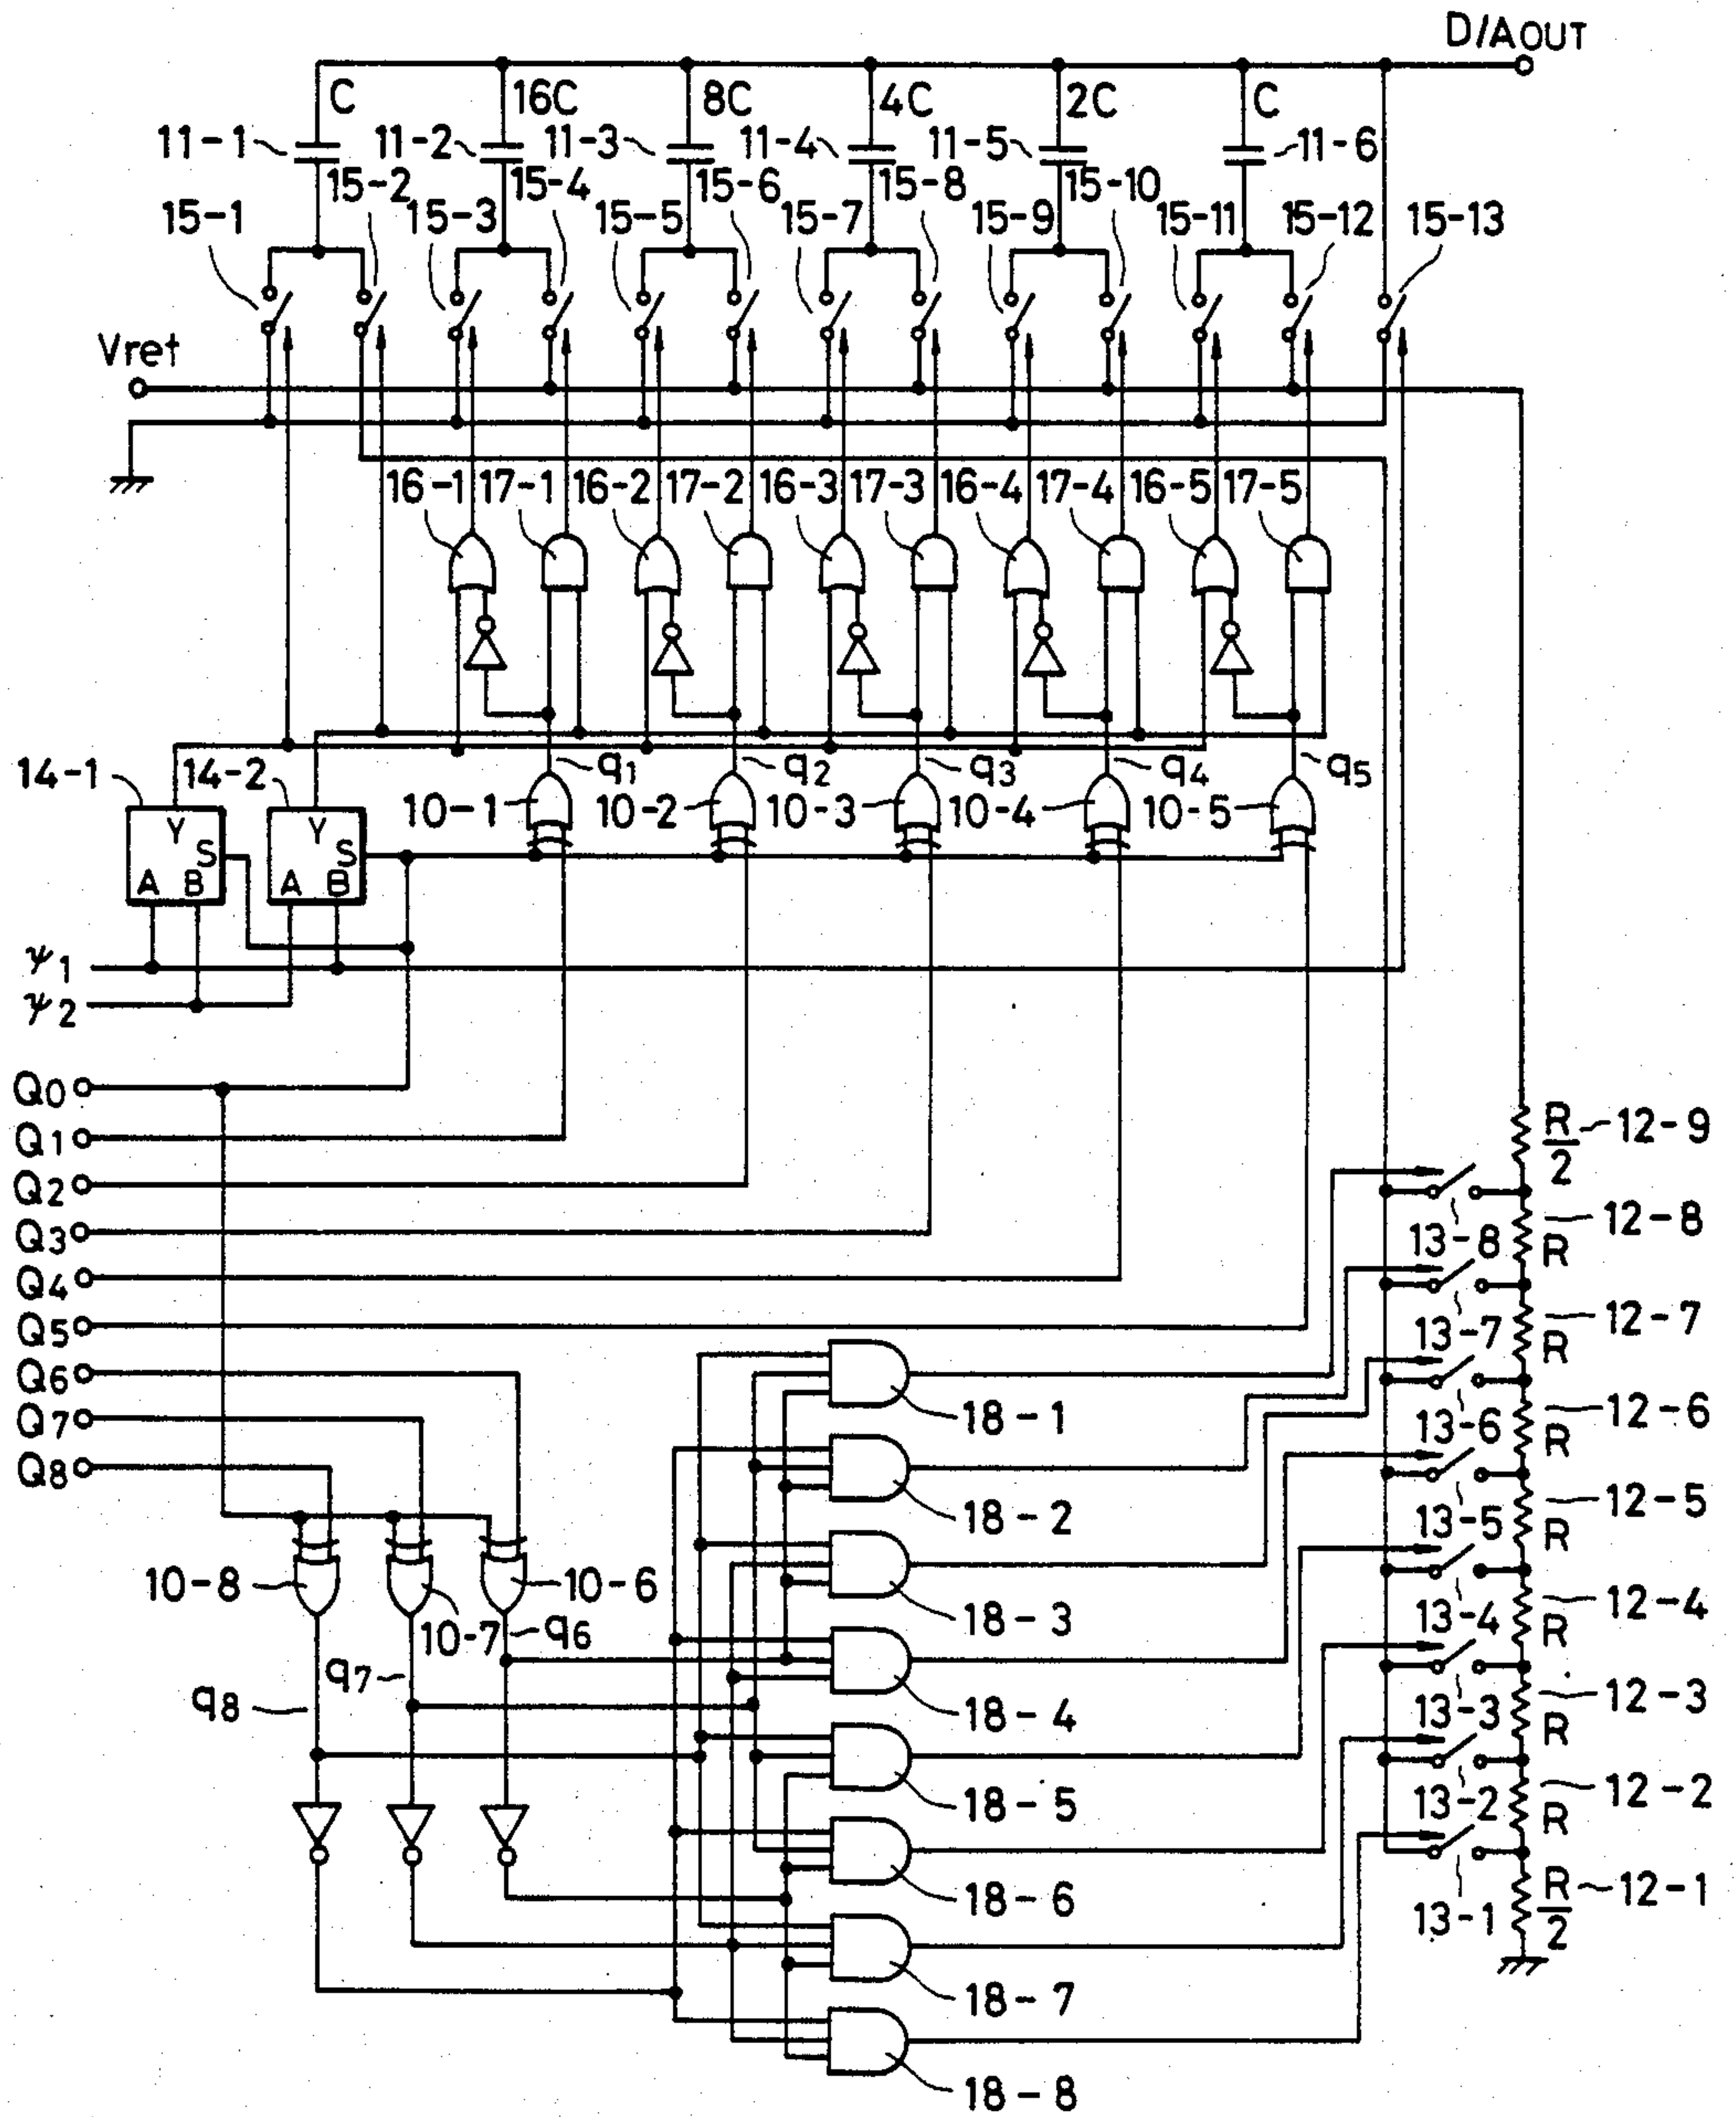 D/AOUT
C 16C 8C 4C 2C C
11-1 11-2 11-3 11-4 11-5 11-6
15-2 15-4 15-6 15-8 15-10
15-1 15-3 15-5 15-7 15-9 15-11 15-12 15-13
Vret
16-1 17-1 16-2 17-2 16-3 17-3 16-4 17-4 16-5 17-5
q1 q2 q3 q4 q5
14-1 14-2
10-1 10-2 10-3 10-4 10-5
Y Y
S S
A B A B
ψ1
ψ2
Q0
Q1
Q2
Q3
Q4
Q5
Q6
Q7
Q8
R/2 12-9
13-8 R 12-8
13-7 R 12-7
13-6 R 12-6
13-5 R 12-5
13-4 R 12-4
13-3 R 12-3
13-2 R 12-2
13-1 R/2 12-1
18-1
18-2
18-3
18-4
18-5
18-6
18-7
18-8
10-8 10-7 10-6
q8 q7 q6